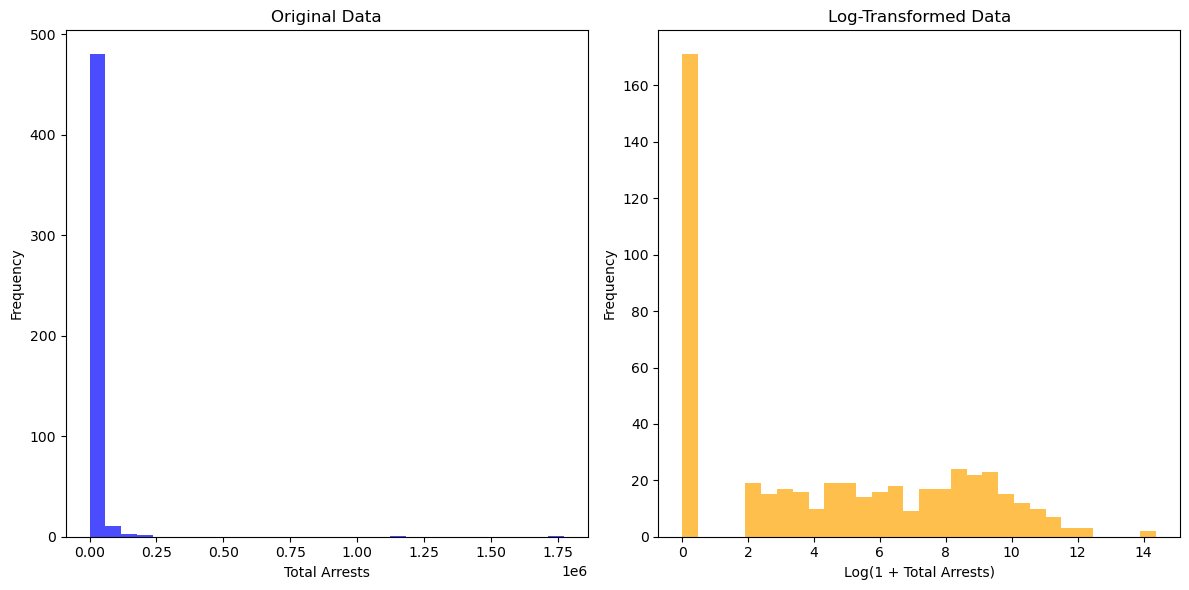 Original Data
Frequency
500
400
300
200
100
0
0.00 0.25 0.50 0.75 1.00 1.25 1.50 1.75
1e6
Total Arrests
Log-Transformed Data
Frequency
160
140
120
100
80
60
40
20
0
0 2 4 6 8 10 12 14
Log(1 + Total Arrests)